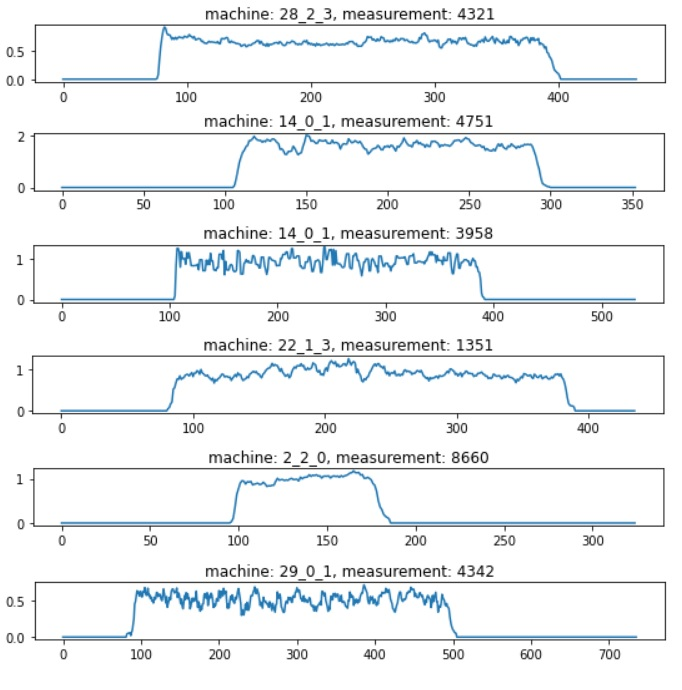 machine: 28_2_3, measurement: 4321
0.5
0.0
0 100 200 300 400
machine: 14_0_1, measurement: 4751
2
0
0 50 100 150 200 250 300 350
machine: 14_0_1, measurement: 3958
1
0
0 100 200 300 400 500
machine: 22_1_3, measurement: 1351
1
0
0 100 200 300 400
machine: 2_2_0, measurement: 8660
1
0
0 50 100 150 200 250 300
machine: 29_0_1, measurement: 4342
0.5
0.0
0 100 200 300 400 500 600 700